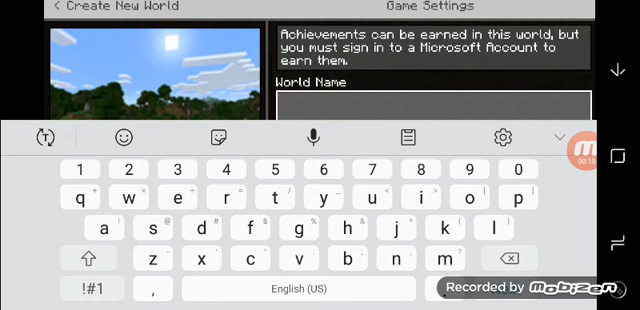 < Create New World
Game Settings
Achievements can be earned in this world, but
you must sign in to a Microsoft Account to
earn them.
World Name
T
00:10
1 2 3 4 5 6 7 8 9 0
q + w × e ÷ r = t / y _ u < i > o [ p ]
a ! s @ d # f $ g % h & j * k ( l )
z - x ' c " v : b ; n , m ?
!#1 , English (US) .
Recorded by Mobizen